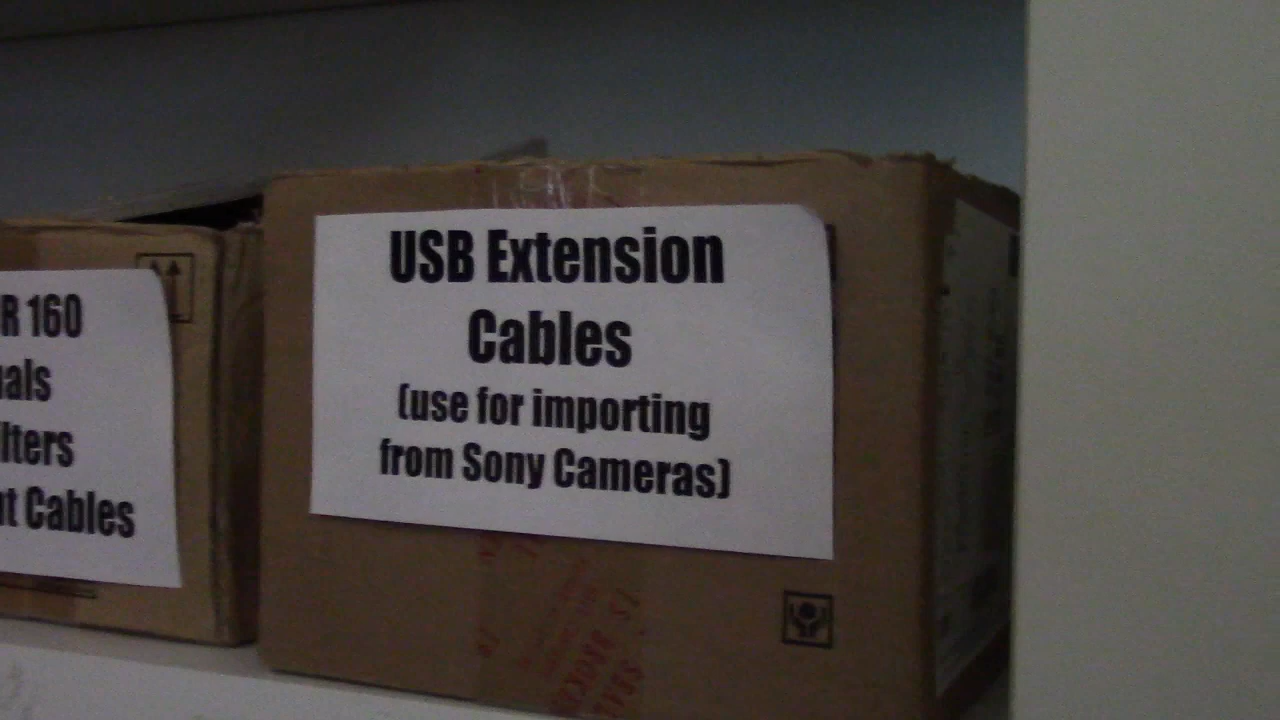 R 160
als
lters
t Cables
USB Extension
Cables
(use for importing
from Sony Cameras)